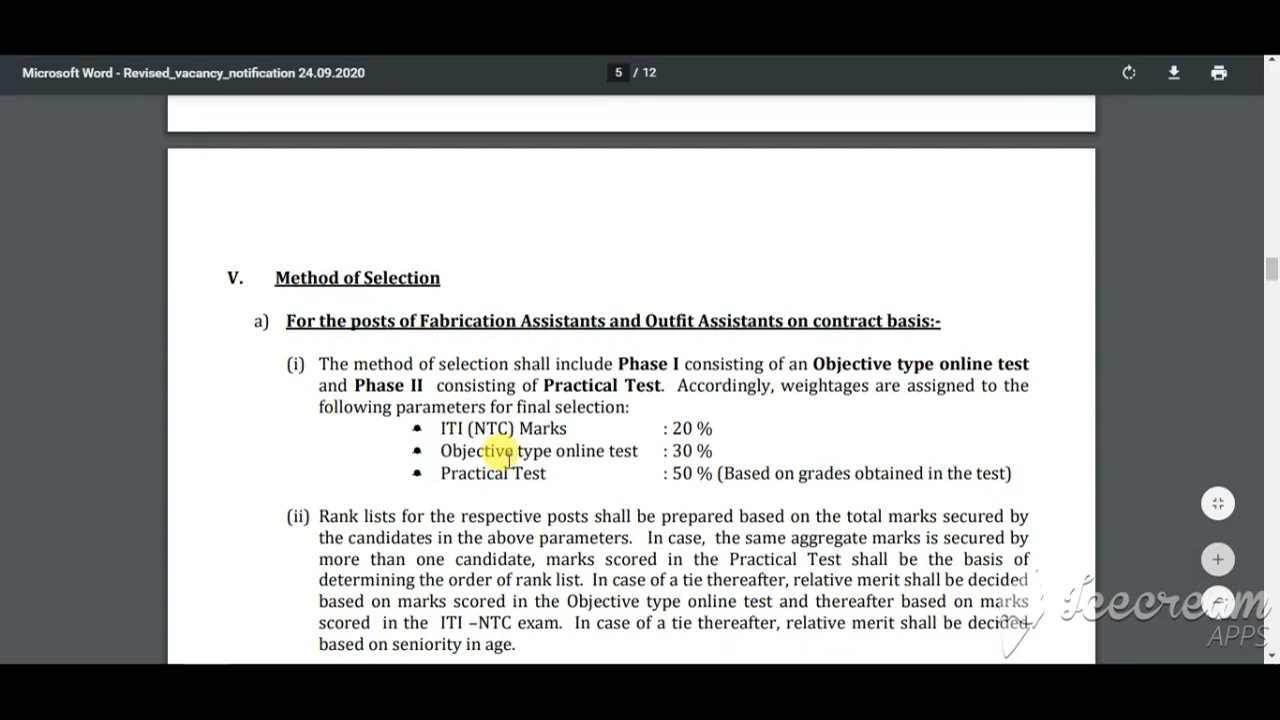 Microsoft Word - Revised_vacancy_notification 24.09.2020
5 / 12
V. Method of Selection
a) For the posts of Fabrication Assistants and Outfit Assistants on contract basis:-
(i) The method of selection shall include Phase I consisting of an Objective type online test
and Phase II consisting of Practical Test. Accordingly, weightages are assigned to the
following parameters for final selection:
• ITI (NTC) Marks : 20 %
• Objective type online test : 30 %
• Practical Test : 50 % (Based on grades obtained in the test)
(ii) Rank lists for the respective posts shall be prepared based on the total marks secured by
the candidates in the above parameters. In case, the same aggregate marks is secured by
more than one candidate, marks scored in the Practical Test shall be the basis of
determining the order of rank list. In case of a tie thereafter, relative merit shall be decided
based on marks scored in the Objective type online test and thereafter based on marks
scored in the ITI –NTC exam. In case of a tie thereafter, relative merit shall be decided
based on seniority in age.
Icecream
APPS